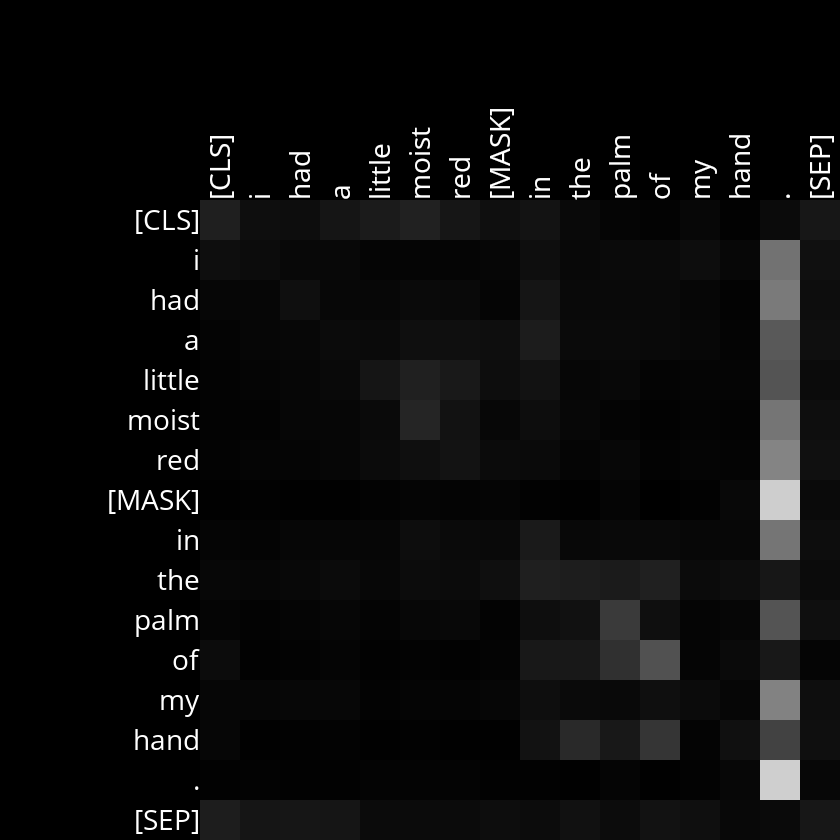 [CLS] i had a little moist red [MASK] in the palm of my hand . [SEP]
[CLS]
i
had
a
little
moist
red
[MASK]
in
the
palm
of
my
hand
.
[SEP]